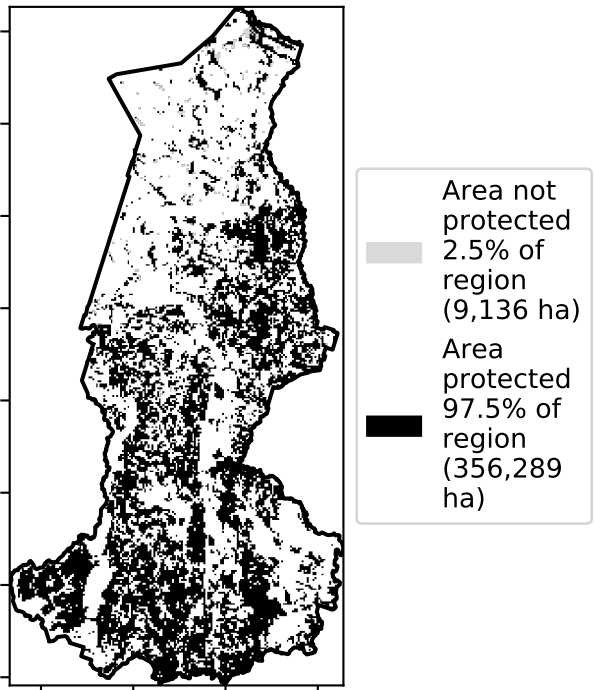 Area not
protected
2.5% of
region
(9,136 ha)
Area
protected
97.5% of
region
(356,289
ha)